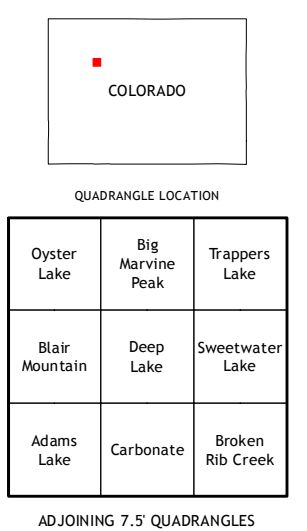 COLORADO
QUADRANGLE LOCATION
Oyster
Lake
Big
Marvine
Peak
Trappers
Lake
Blair
Mountain
Deep
Lake
Sweetwater
Lake
Adams
Lake
Carbonate
Broken
Rib Creek
ADJOINING 7.5' QUADRANGLES